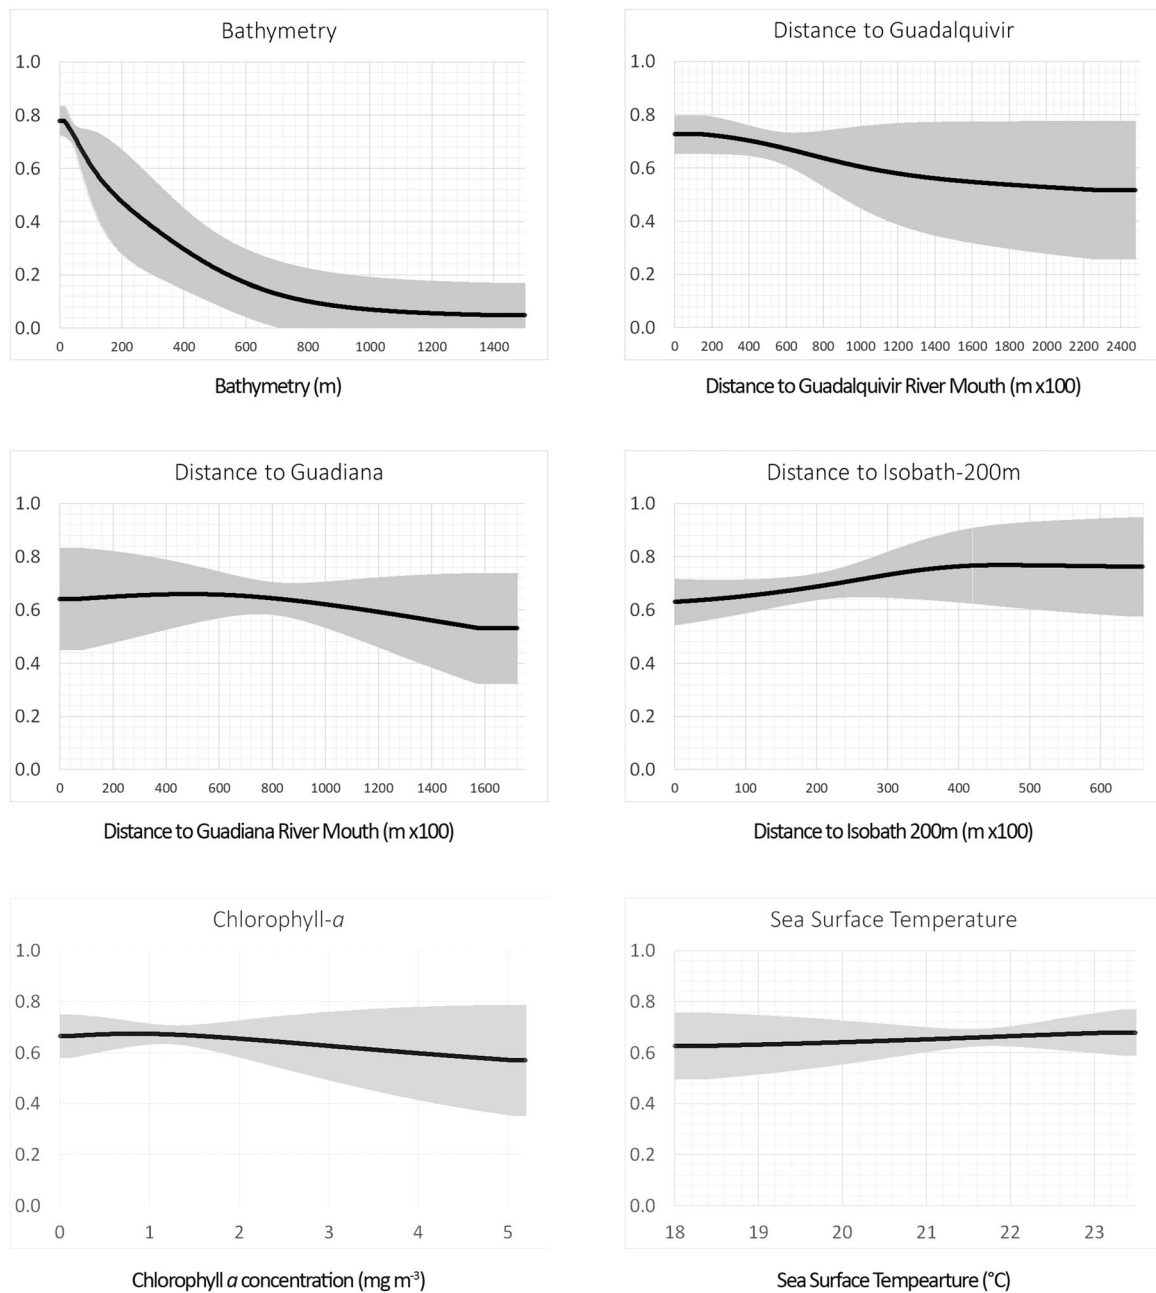 Bathymetry
1.0
0.8
0.6
0.4
0.2
0.0
0 200 400 600 800 1000 1200 1400
Bathymetry (m)
Distance to Guadalquivir
1.0
0.8
0.6
0.4
0.2
0.0
0 200 400 600 800 1000 1200 1400 1600 1800 2000 2200 2400
Distance to Guadalquivir River Mouth (m x100)
Distance to Guadiana
1.0
0.8
0.6
0.4
0.2
0.0
0 200 400 600 800 1000 1200 1400 1600
Distance to Guadiana River Mouth (m x100)
Distance to Isobath-200m
1.0
0.8
0.6
0.4
0.2
0.0
0 100 200 300 400 500 600
Distance to Isobath 200m (m x100)
Chlorophyll-a
1.0
0.8
0.6
0.4
0.2
0.0
0 1 2 3 4 5
Chlorophyll a concentration (mg m⁻³)
Sea Surface Temperature
1.0
0.8
0.6
0.4
0.2
0.0
18 19 20 21 22 23
Sea Surface Tempearture (°C)